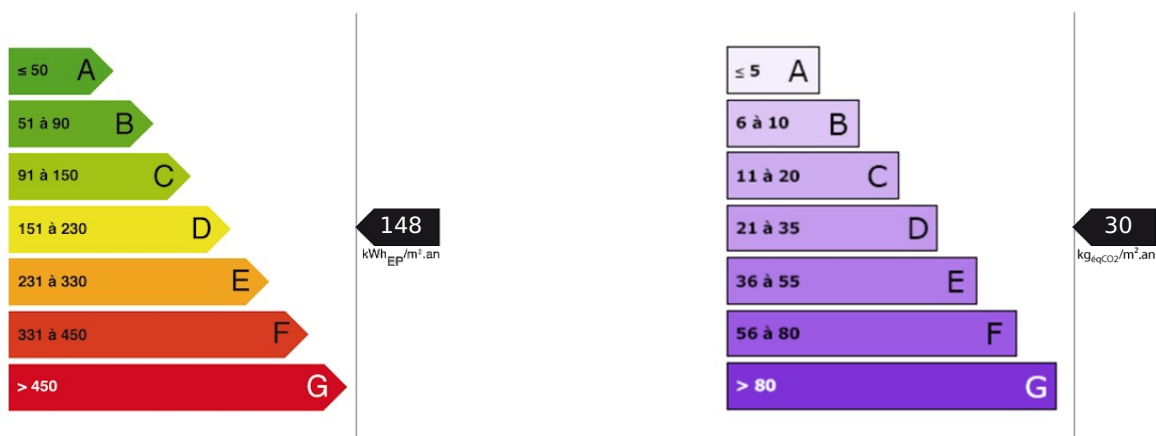 ≤ 50 A
51 à 90 B
91 à 150 C
151 à 230 D
231 à 330 E
331 à 450 F
> 450 G
148
kWhEP/m².an
≤ 5 A
6 à 10 B
11 à 20 C
21 à 35 D
36 à 55 E
56 à 80 F
> 80 G
30
kgéqCO2/m².an